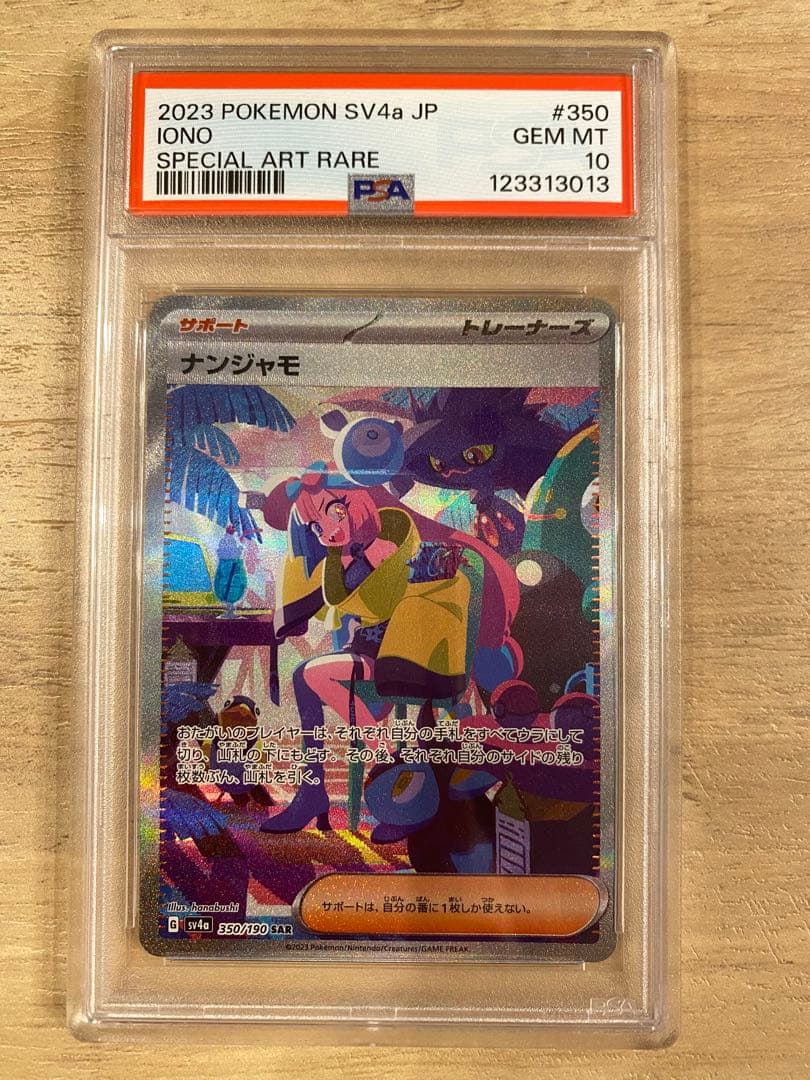 2023 POKEMON SV4a JP #350
IONO GEM MT
SPECIAL ART RARE 10
PSA 123313013
サポート トレーナーズ
ナンジャモ
おたがいのプレイヤーは、それぞれ自分の手札をすべてウラにして
切り、山札の下にもどす。その後、それぞれ自分のサイドの残り
枚数ぶん、山札を引く。
サポートは、自分の番に1枚しか使えない。
Illus. hanabushi
G sv4a 350/190 SAR
©2023 Pokémon/Nintendo/Creatures/GAME FREAK.
PSA